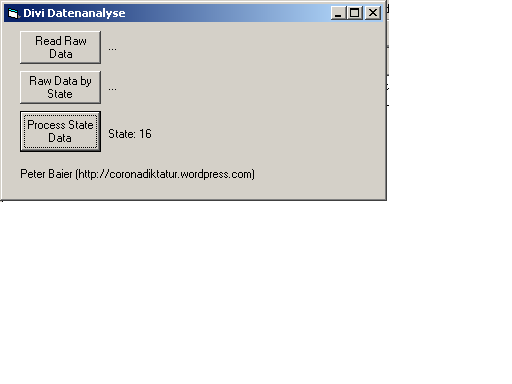 Divi Datenanalyse
Read Raw
Data
...
Raw Data by
State
...
Process State
Data
State: 16
Peter Baier (http://coronadiktatur.wordpress.com)